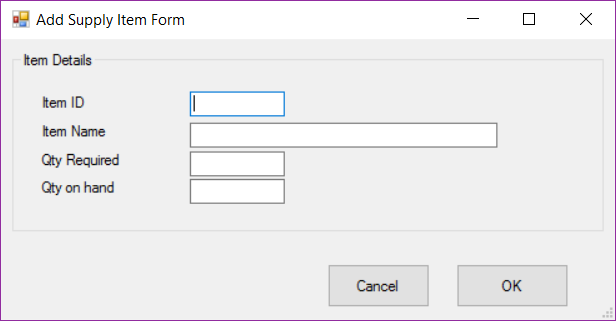 Add Supply Item Form
Item Details
Item ID
Item Name
Qty Required
Qty on hand
Cancel OK